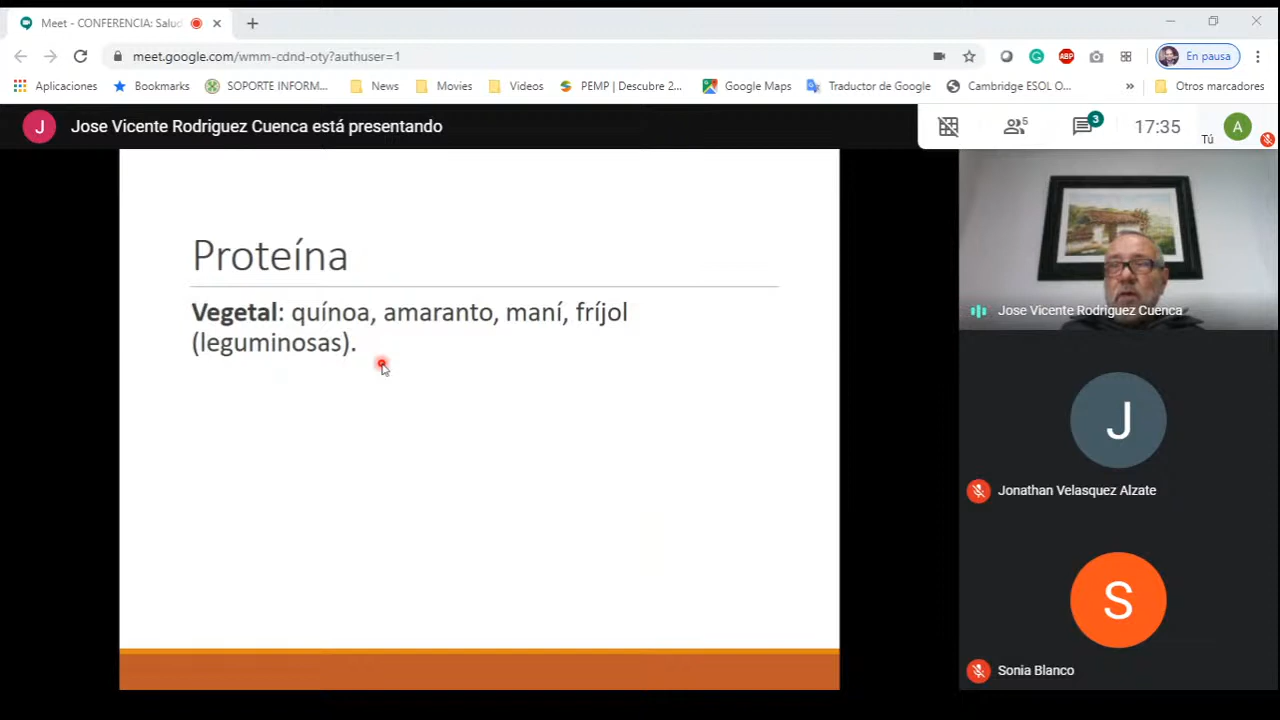 Meet - CONFERENCIA: Salud
meet.google.com/wmm-cdnd-oty?authuser=1
ABP
En pausa
Aplicaciones
Bookmarks
SOPORTE INFORM...
News
Movies
Videos
PEMP | Descubre 2...
Google Maps
Traductor de Google
Cambridge ESOL O...
»
Otros marcadores
J
Jose Vicente Rodriguez Cuenca está presentando
5
3
17:35
Tú
A
Proteína
Vegetal: quínoa, amaranto, maní, fríjol
(leguminosas).
Jose Vicente Rodriguez Cuenca
J
Jonathan Velasquez Alzate
S
Sonia Blanco